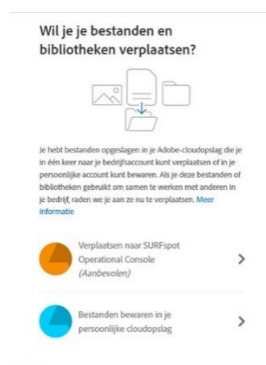 Wil je je bestanden en
bibliotheken verplaatsen?
Je hebt bestanden opgeslagen in je Adobe-cloudopslag die je
in één keer naar je bedrijfsaccount kunt verplaatsen of in je
persoonlijke account kunt bewaren. Als je deze bestanden of
bibliotheken gebruikt om samen te werken met anderen in
je bedrijf, raden we je aan ze nu te verplaatsen. Meer
informatie
Verplaatsen naar SURFspot
Operational Console
(Aanbevolen)
Bestanden bewaren in je
persoonlijke cloudopslag